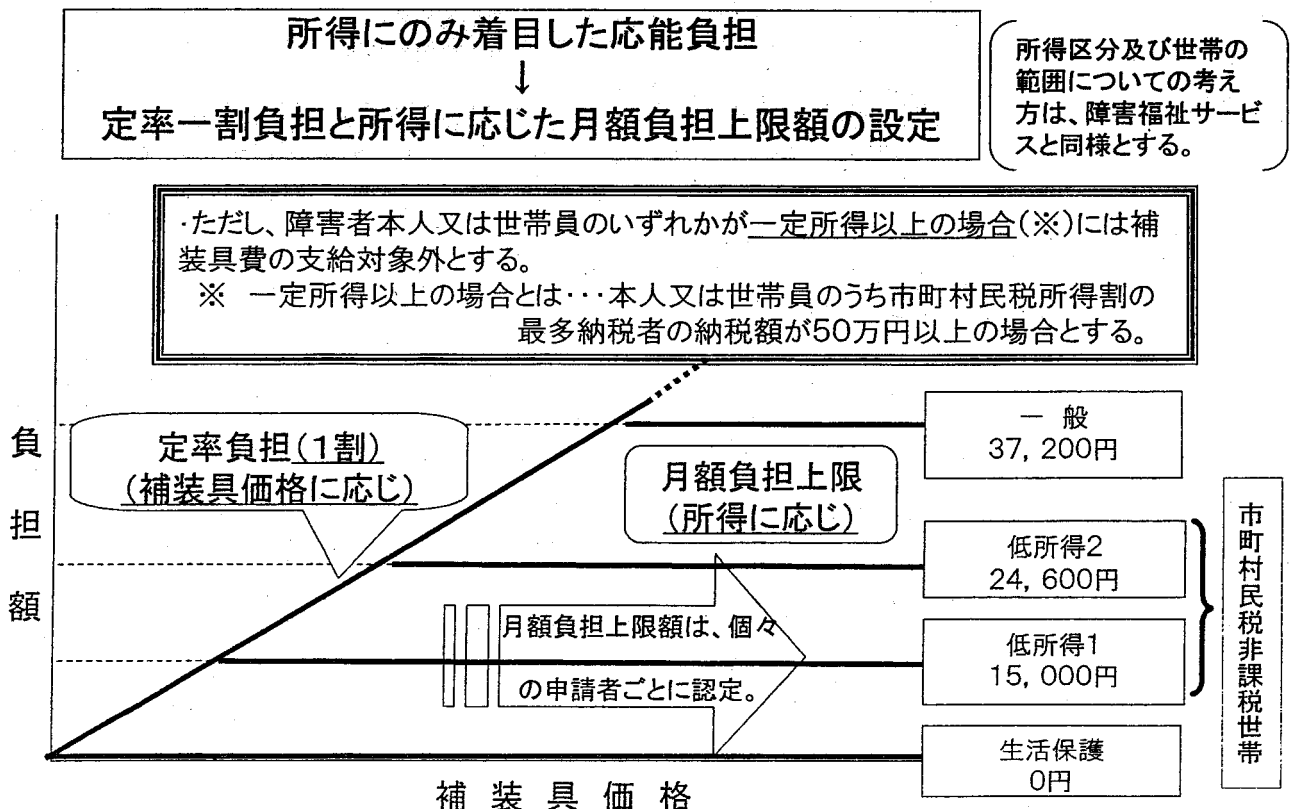 所得にのみ着目した応能負担
↓
定率一割負担と所得に応じた月額負担上限額の設定
所得区分及び世帯の
範囲についての考え
方は、障害福祉サービ
スと同様とする。
・ただし、障害者本人又は世帯員のいずれかが一定所得以上の場合(※)には補
装具費の支給対象外とする。
※ 一定所得以上の場合とは・・・本人又は世帯員のうち市町村民税所得割の
最多納税者の納税額が50万円以上の場合とする。
負担額
定率負担(1割)
(補装具価格に応じ)
月額負担上限
(所得に応じ)
一 般
37,200円
低所得2
24,600円
月額負担上限額は、個々
の申請者ごとに認定。
低所得1
15,000円
生活保護
0円
市町村民税非課税世帯
補装具価格